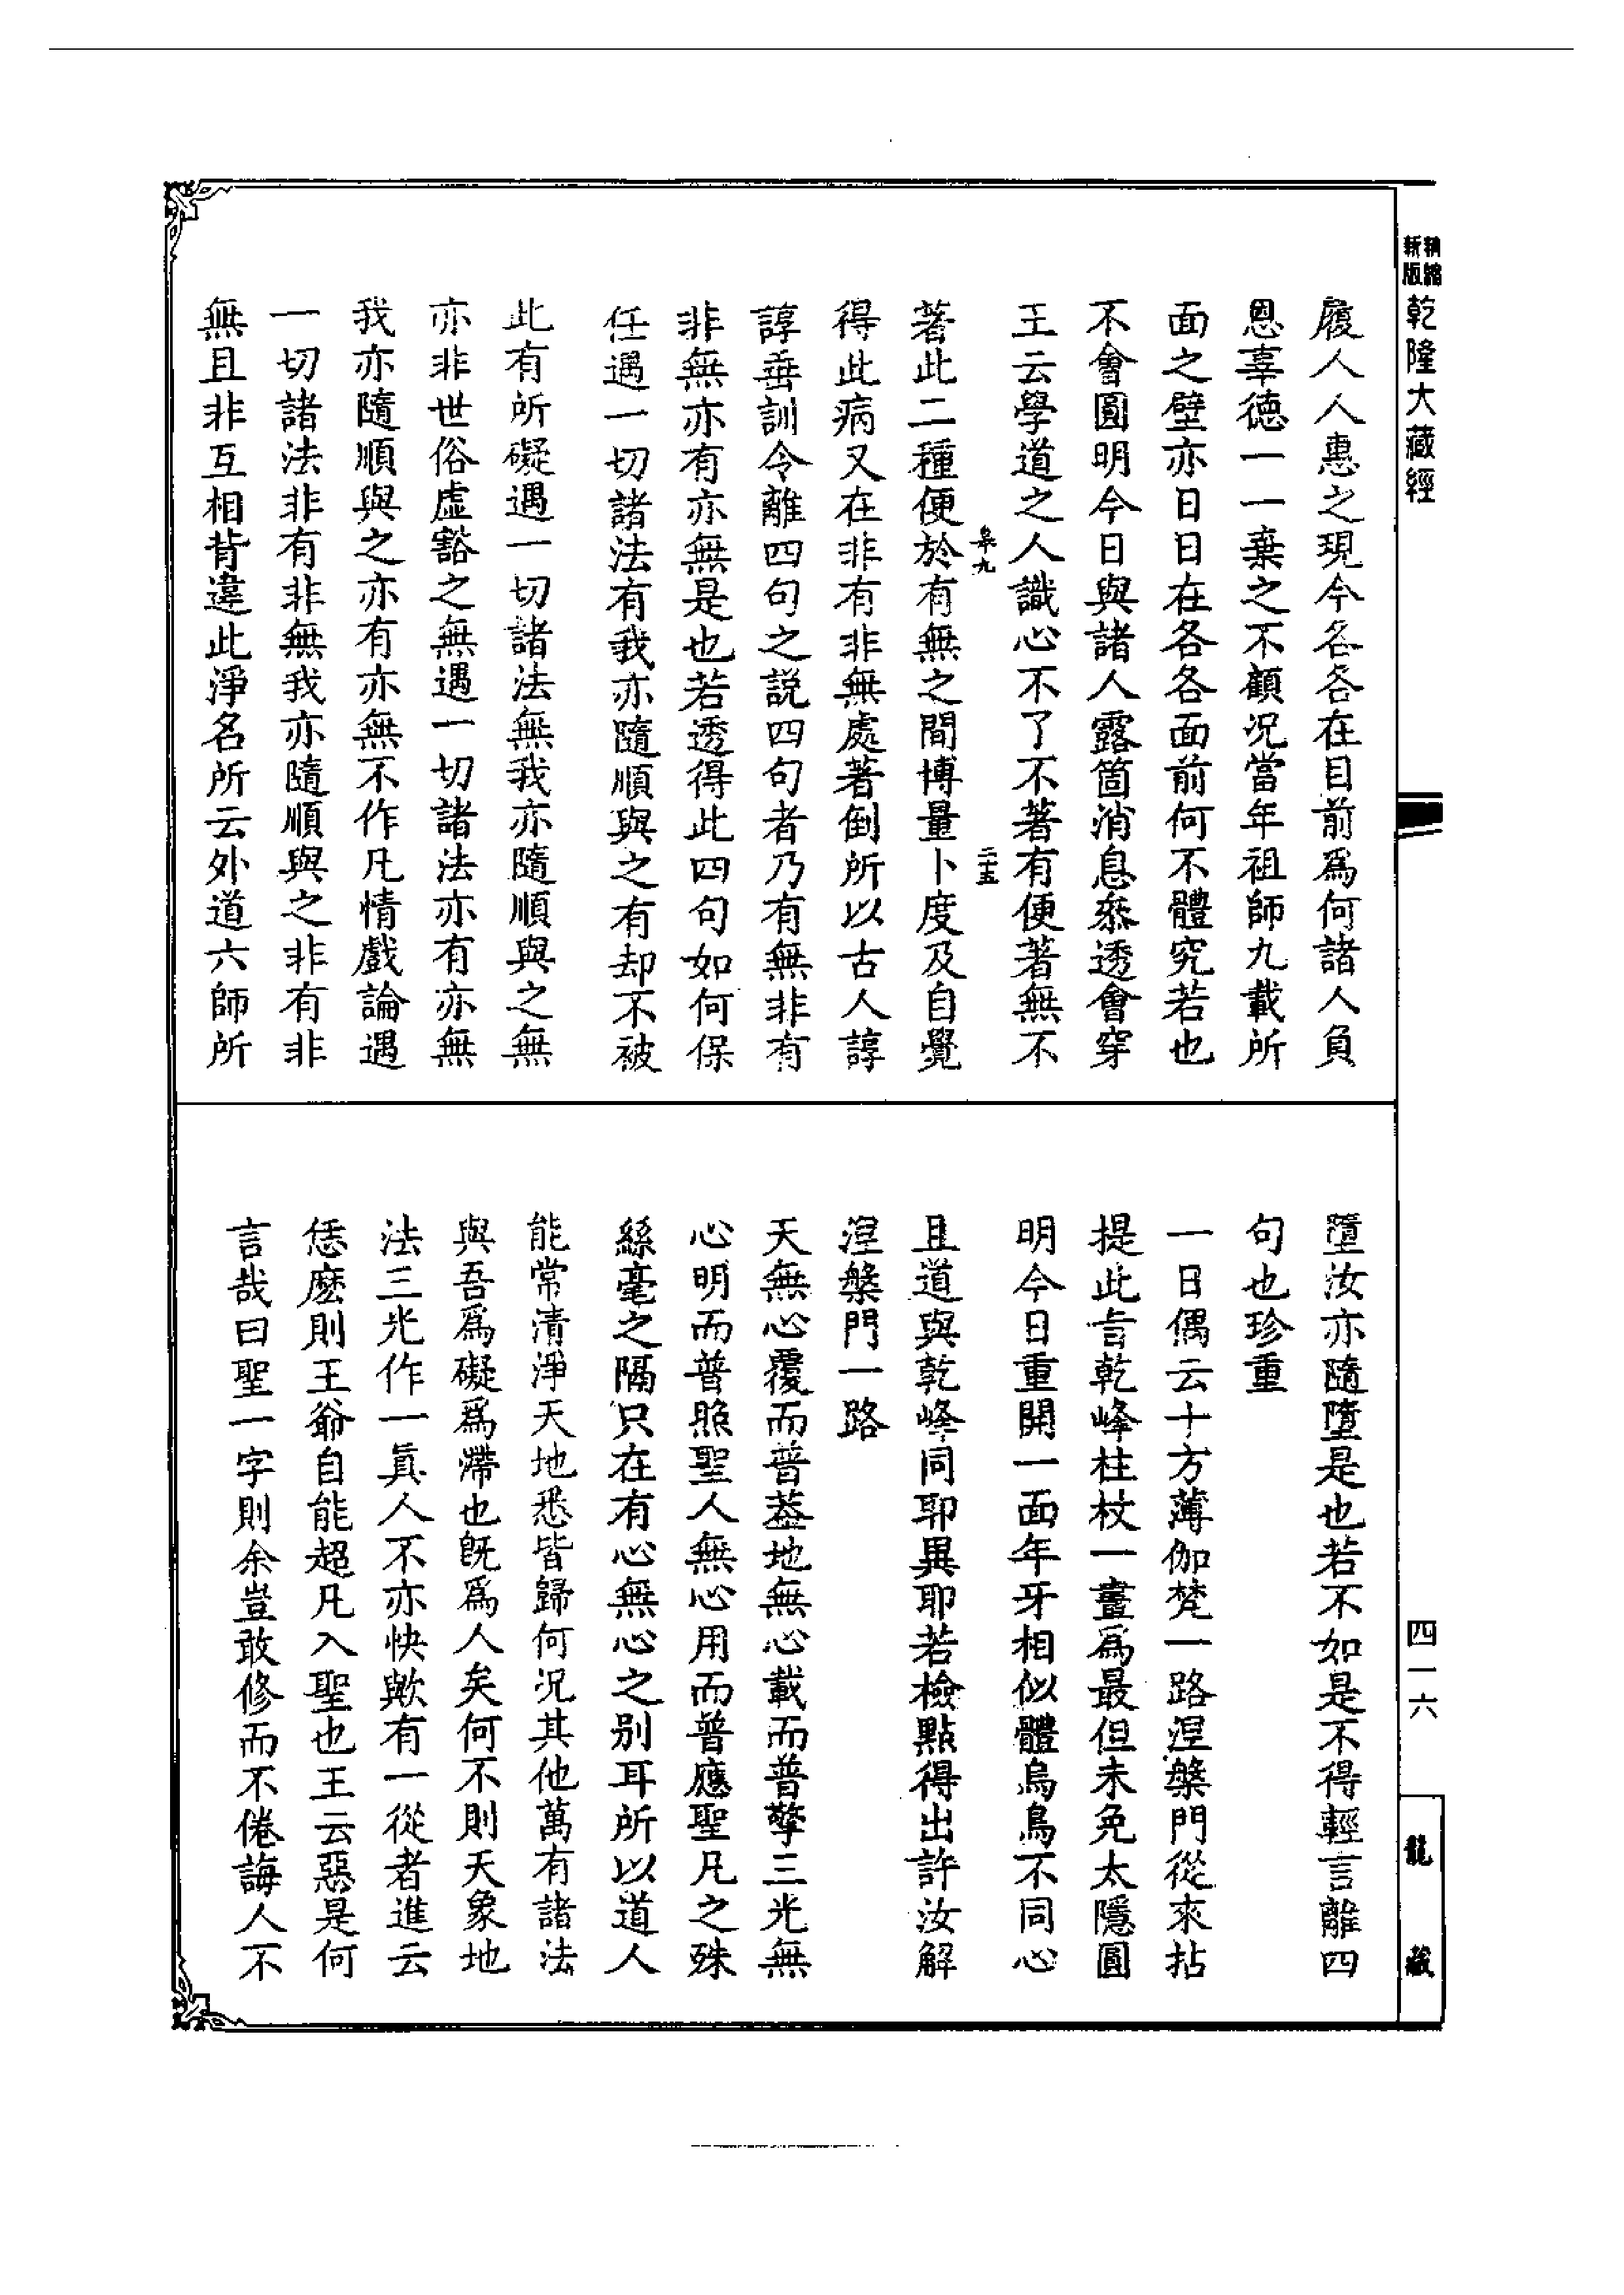 精縮新版乾隆大藏經
履人人惠之現今各各在目前爲何諸人負
恩辜德一一棄之不顧况當年祖師九載所
面之壁亦日日在各各面前何不體究若也
不會圓明今日與諸人露箇消息叅透會穿
王云學道之人識心不了不著有便著無不
皋九
二十五
著此二種便於有無之間博量卜度及自覺
得此病又在非有非無處著倒所以古人諄
諄垂訓令離四句之説四句者乃有無非有
非無亦有亦無是也若透得此四句如何保
任遇一切諸法有我亦隨順與之有却不被
此有所礙遇一切諸法無我亦隨順與之無
亦非世俗虛豁之無遇一切諸法亦有亦無
我亦隨順與之亦有亦無不作凡情戲論遇
一切諸法非有非無我亦隨順與之非有非
無且非互相背違此淨名所云外道六師所
墮汝亦隨墮是也若不如是不得輕言離四
句也珍重
一日偶云十方薄伽梵一路涅槃門從來拈
提此旨乾峰柱杖一畫爲最但未免太隱圓
明今日重開一面年牙相似體烏鳥不同心
且道與乾峰同耶異耶若檢點得出許汝解
涅槃門一路
天無心覆而普葢地無心載而普擎三光無
心明而普照聖人無心用而普應聖凡之殊
絲毫之隔只在有心無心之别耳所以道人
能常清淨天地悉皆歸何况其他萬有諸法
與吾爲礙爲滯也旣爲人矣何不則天象地
法三光作一眞人不亦快歟有一從者進云
恁麽則王爺自能超凡入聖也王云惡是何
言哉曰聖一字則余豈敢修而不倦誨人不
四一六
龍藏